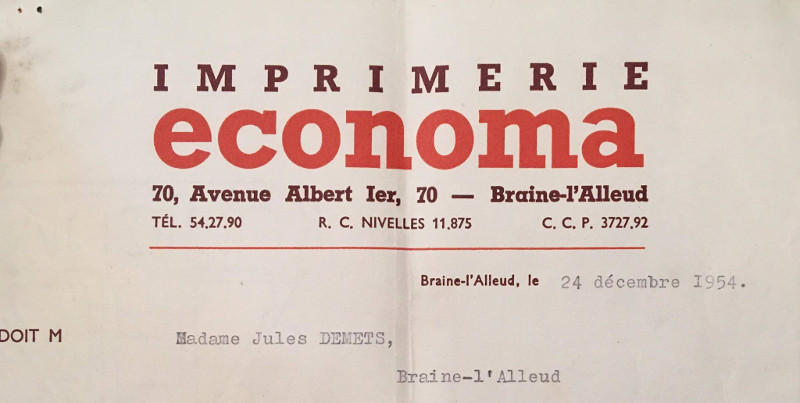 IMPRIMERIE
economa
70, Avenue Albert Ier, 70 — Braine-l'Alleud
TÉL. 54.27.90 R. C. NIVELLES 11.875 C. C. P. 3727.92
Braine-l'Alleud, le 24 décembre 1954.
DOIT M Madame Jules DEMETS,
Braine-l'Alleud